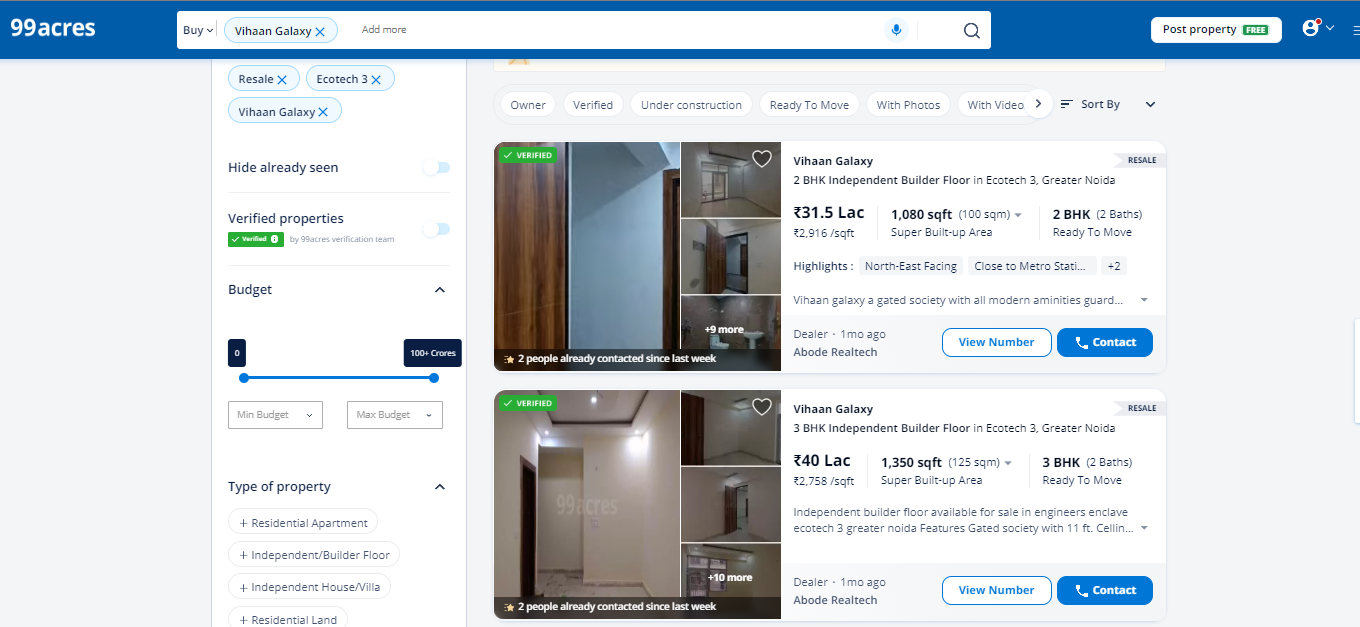 99acres
Buy
Vihaan Galaxy
Add more
Post property FREE
Resale
Ecotech 3
Vihaan Galaxy
Hide already seen
Verified properties
Verified
by 99acres verification team
Budget
0
100+ Crores
Min Budget
Max Budget
Type of property
+ Residential Apartment
+ Independent/Builder Floor
+ Independent House/Villa
+ Residential Land
Owner
Verified
Under construction
Ready To Move
With Photos
With Video
Sort By
VERIFIED
+9 more
2 people already contacted since last week
Vihaan Galaxy
RESALE
2 BHK Independent Builder Floor in Ecotech 3, Greater Noida
₹31.5 Lac
₹2,916 /sqft
1,080 sqft (100 sqm)
Super Built-up Area
2 BHK (2 Baths)
Ready To Move
Highlights : North-East Facing Close to Metro Stati... +2
Vihaan galaxy a gated society with all modern aminities guard...
Dealer · 1mo ago
Abode Realtech
View Number
Contact
VERIFIED
99acres
+10 more
2 people already contacted since last week
Vihaan Galaxy
RESALE
3 BHK Independent Builder Floor in Ecotech 3, Greater Noida
₹40 Lac
₹2,758 /sqft
1,350 sqft (125 sqm)
Super Built-up Area
3 BHK (2 Baths)
Ready To Move
Independent builder floor available for sale in engineers enclave
ecotech 3 greater noida Features Gated society with 11 ft. Cellin...
Dealer · 1mo ago
Abode Realtech
View Number
Contact